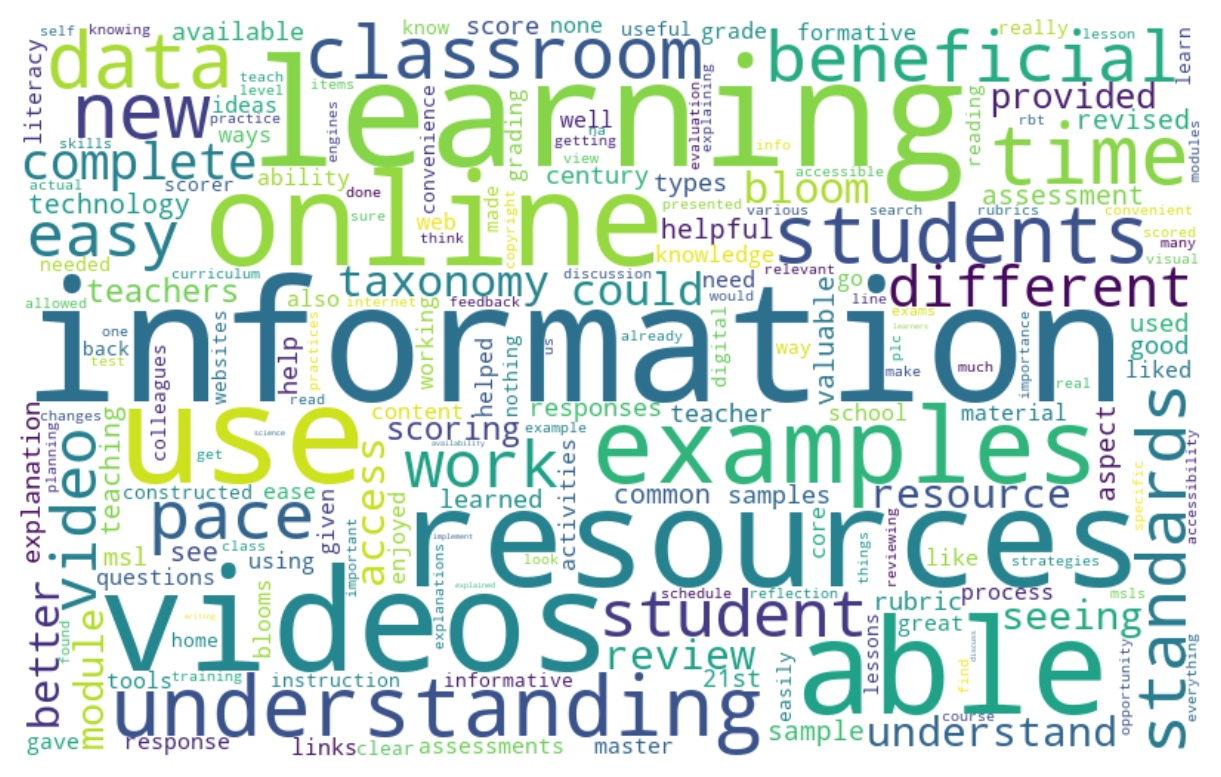 self knowing available know score none useful grade formative really lesson
data classroom beneficial learn
literacy teach level items
new ideas practice learning provided
ways engines convenience grading well na getting evaluation explaining reading rbt revised
skills view info time modules
complete ability century types accessible bloom assessment
actual scorer done
technology sure online web think made copyright presented various search rubrics convenient scored
easy helpful students many
needed knowledge visual
curriculum taxonomy discussion could need relevant go different
teachers also internet feedback would line
allowed information valuable exams learners
one back test websites practices help working us already digital way plc make much importance real used good liked
read
changes colleagues content helped nothing responses teacher school material aspect
explanation planning teaching use scoring example examples standards
science get access availability work
video constructed ease learned common samples resource specific accessibility
pace given enjoyed activities core
msl see class using important implement resources reviewing like strategies
questions look things
better module videos explanations explained schedule reflection process msls
writing student rubric great seeing
found home blooms review lessons able find discuss opportunity everything
tools training instruction informative 21st easily
understanding sample course understand
gave response links clear assessments master